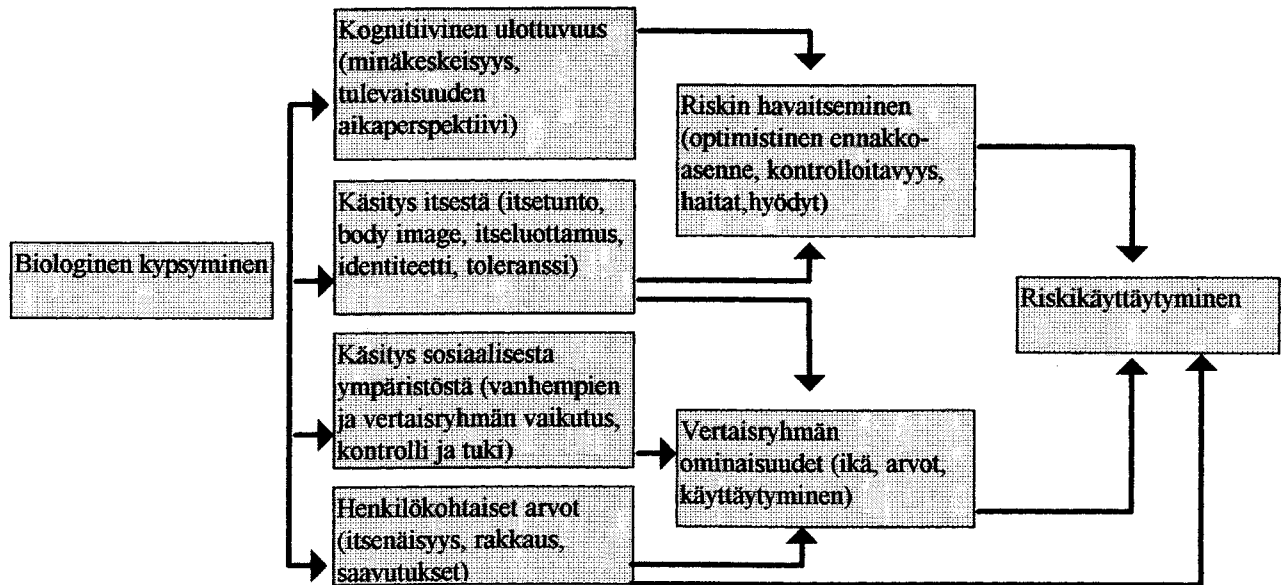 Kognitiivinen ulottuvuus
(minäkeskeisyys,
tulevaisuuden
aikaperspektiivi)
Riskin havaitseminen
(optimistinen ennakko-
asenne, kontrolloitavyys,
haitat,hyödyt)
Käsitys itsestä (itsetunto,
body image, itseluottamus,
identiteetti, toleranssi)
Biologinen kypsyminen
Riskikäyttäytyminen
Käsitys sosiaalisesta
ympäristöstä (vanhempien
ja vertaisryhmän vaikutus,
kontrolli ja tuki)
Vertaisryhmän
ominaisuudet (ikä, arvot,
käyttäytyminen)
Henkilökohtaiset arvot
(itsenäisyys, rakkaus,
saavutukset)